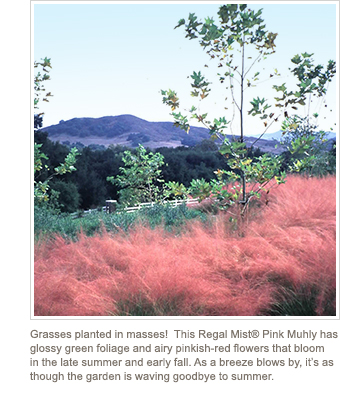 Grasses planted in masses!  This Regal Mist® Pink Muhly has
glossy green foliage and airy pinkish-red flowers that bloom
in the late summer and early fall. As a breeze blows by, it's as
though the garden is waving goodbye to summer.